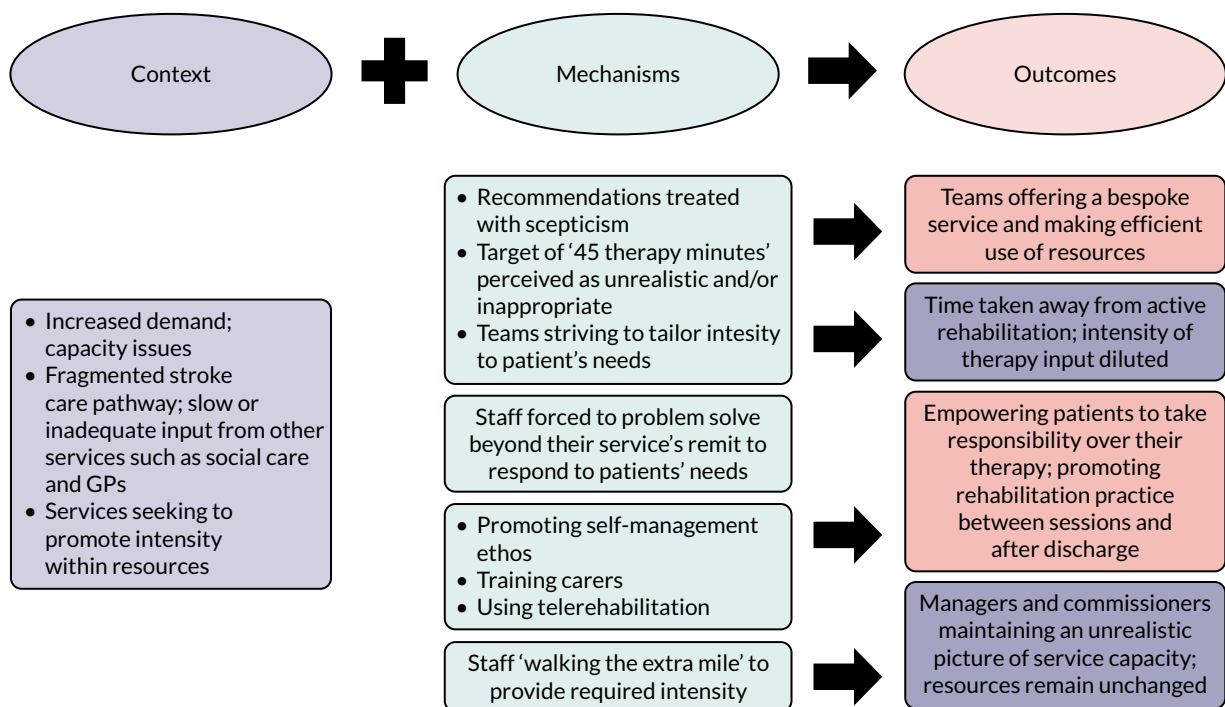 Context
Mechanisms
Outcomes
• Increased demand;
capacity issues
• Fragmented stroke
care pathway; slow or
inadequate input from other
services such as social care
and GPs
• Services seeking to
promote intensity
within resources
• Recommendations treated
with scepticism
• Target of ‘45 therapy minutes’
perceived as unrealistic and/or
inappropriate
• Teams striving to tailor intesity
to patient’s needs
Staff forced to problem solve
beyond their service’s remit to
respond to patients’ needs
• Promoting self-management
ethos
• Training carers
• Using telerehabilitation
Staff ‘walking the extra mile’ to
provide required intensity
Teams offering a bespoke
service and making efficient
use of resources
Time taken away from active
rehabilitation; intensity of
therapy input diluted
Empowering patients to take
responsibility over their
therapy; promoting
rehabilitation practice
between sessions and
after discharge
Managers and commissioners
maintaining an unrealistic
picture of service capacity;
resources remain unchanged